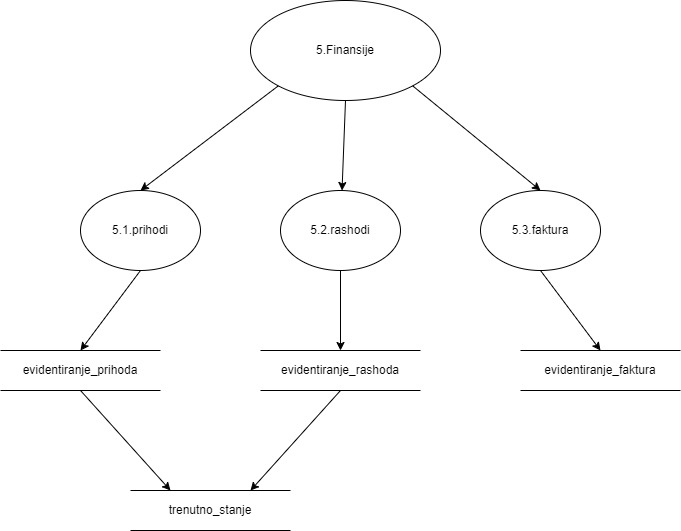 5.Finansije
5.1.prihodi
5.2.rashodi
5.3.faktura
evidentiranje_prihoda
evidentiranje_rashoda
evidentiranje_faktura
trenutno_stanje